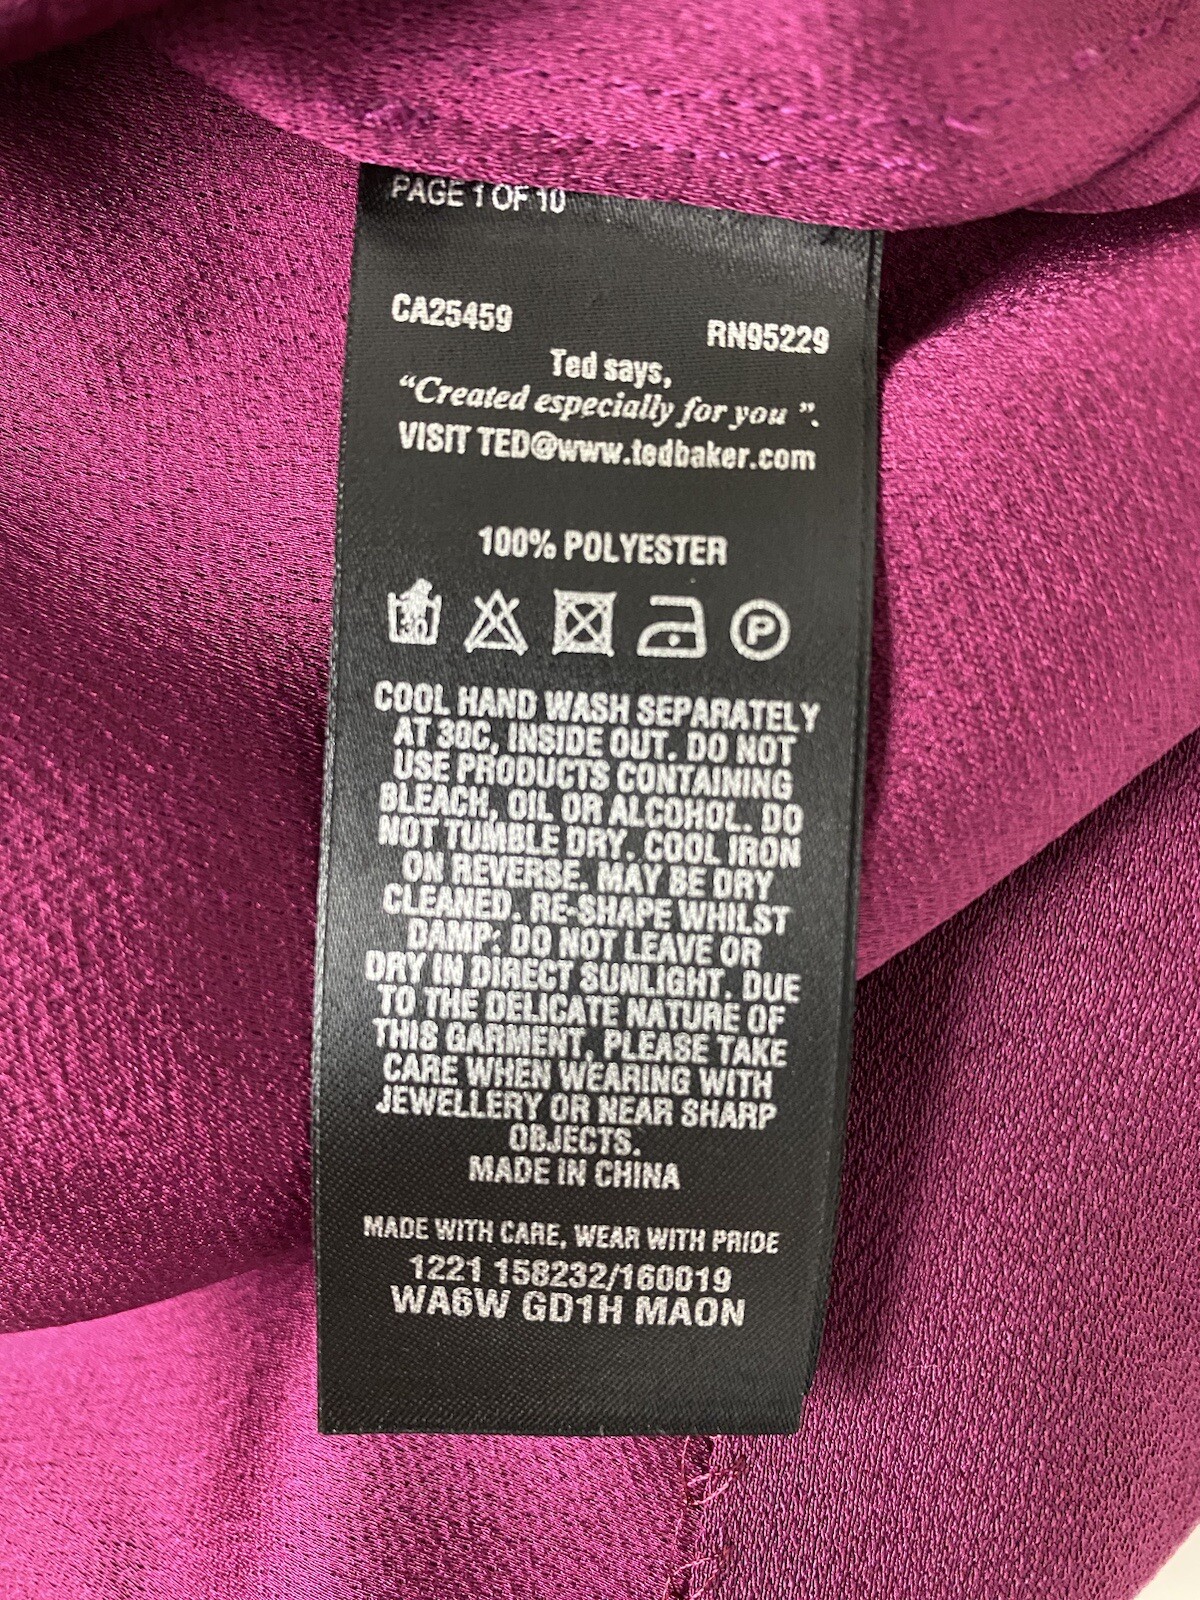 PAGE 1 OF 10
CA25459 RN95229
Ted says,
“Created especially for you ”.
VISIT TED@www.tedbaker.com
100% POLYESTER
30 P
COOL HAND WASH SEPARATELY
AT 30C, INSIDE OUT. DO NOT
USE PRODUCTS CONTAINING
BLEACH, OIL OR ALCOHOL. DO
NOT TUMBLE DRY. COOL IRON
ON REVERSE. MAY BE DRY
CLEANED. RE-SHAPE WHILST
DAMP: DO NOT LEAVE OR
DRY IN DIRECT SUNLIGHT. DUE
TO THE DELICATE NATURE OF
THIS GARMENT, PLEASE TAKE
CARE WHEN WEARING WITH
JEWELLERY OR NEAR SHARP
OBJECTS.
MADE IN CHINA
MADE WITH CARE, WEAR WITH PRIDE
1221 158232/160019
WA6W GD1H MAON